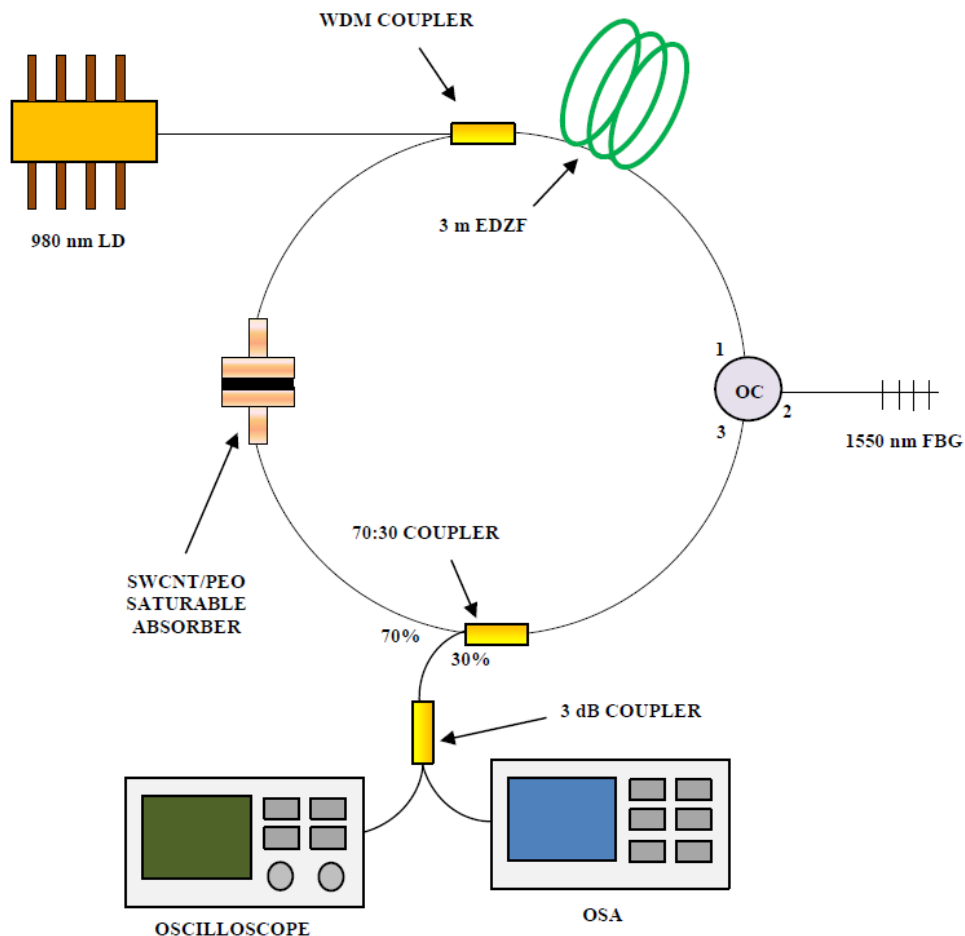 WDM COUPLER
980 nm LD
3 m EDZF
1
OC
2
3
1550 nm FBG
70:30 COUPLER
SWCNT/PEO
SATURABLE
ABSORBER
70%
30%
3 dB COUPLER
OSCILLOSCOPE
OSA